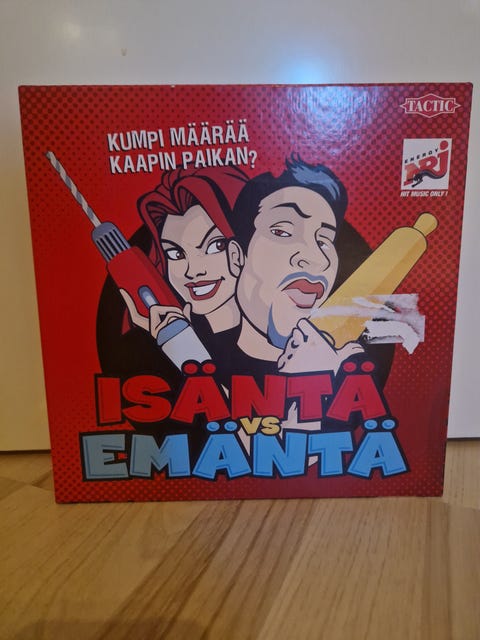 TACTIC
KUMPI MÄÄRÄÄ
KAAPIN PAIKAN?
ENERGY
NRJ
HIT MUSIC ONLY!
ISÄNTÄ
VS
EMÄNTÄ